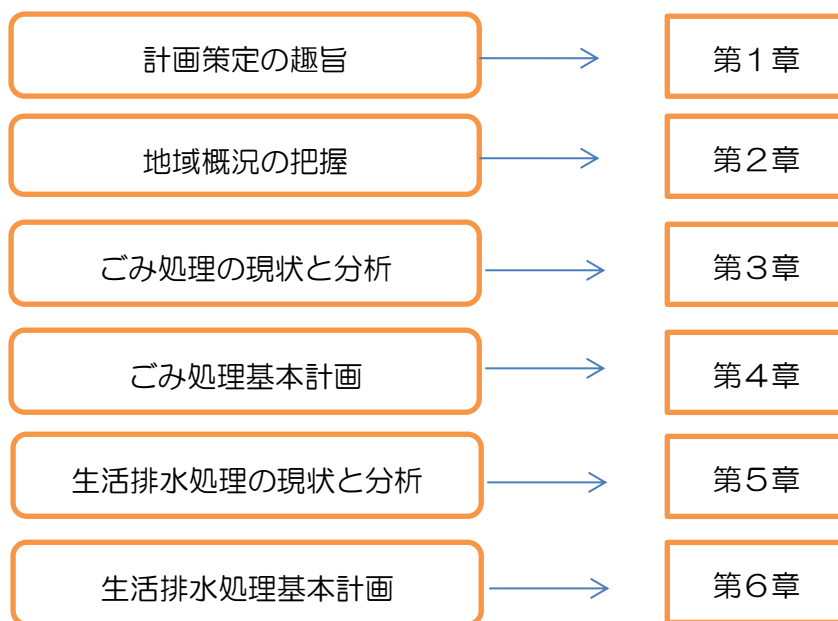 計画策定の趣旨
第１章
地域概況の把握
第２章
ごみ処理の現状と分析
第３章
ごみ処理基本計画
第４章
生活排水処理の現状と分析
第５章
生活排水処理基本計画
第６章